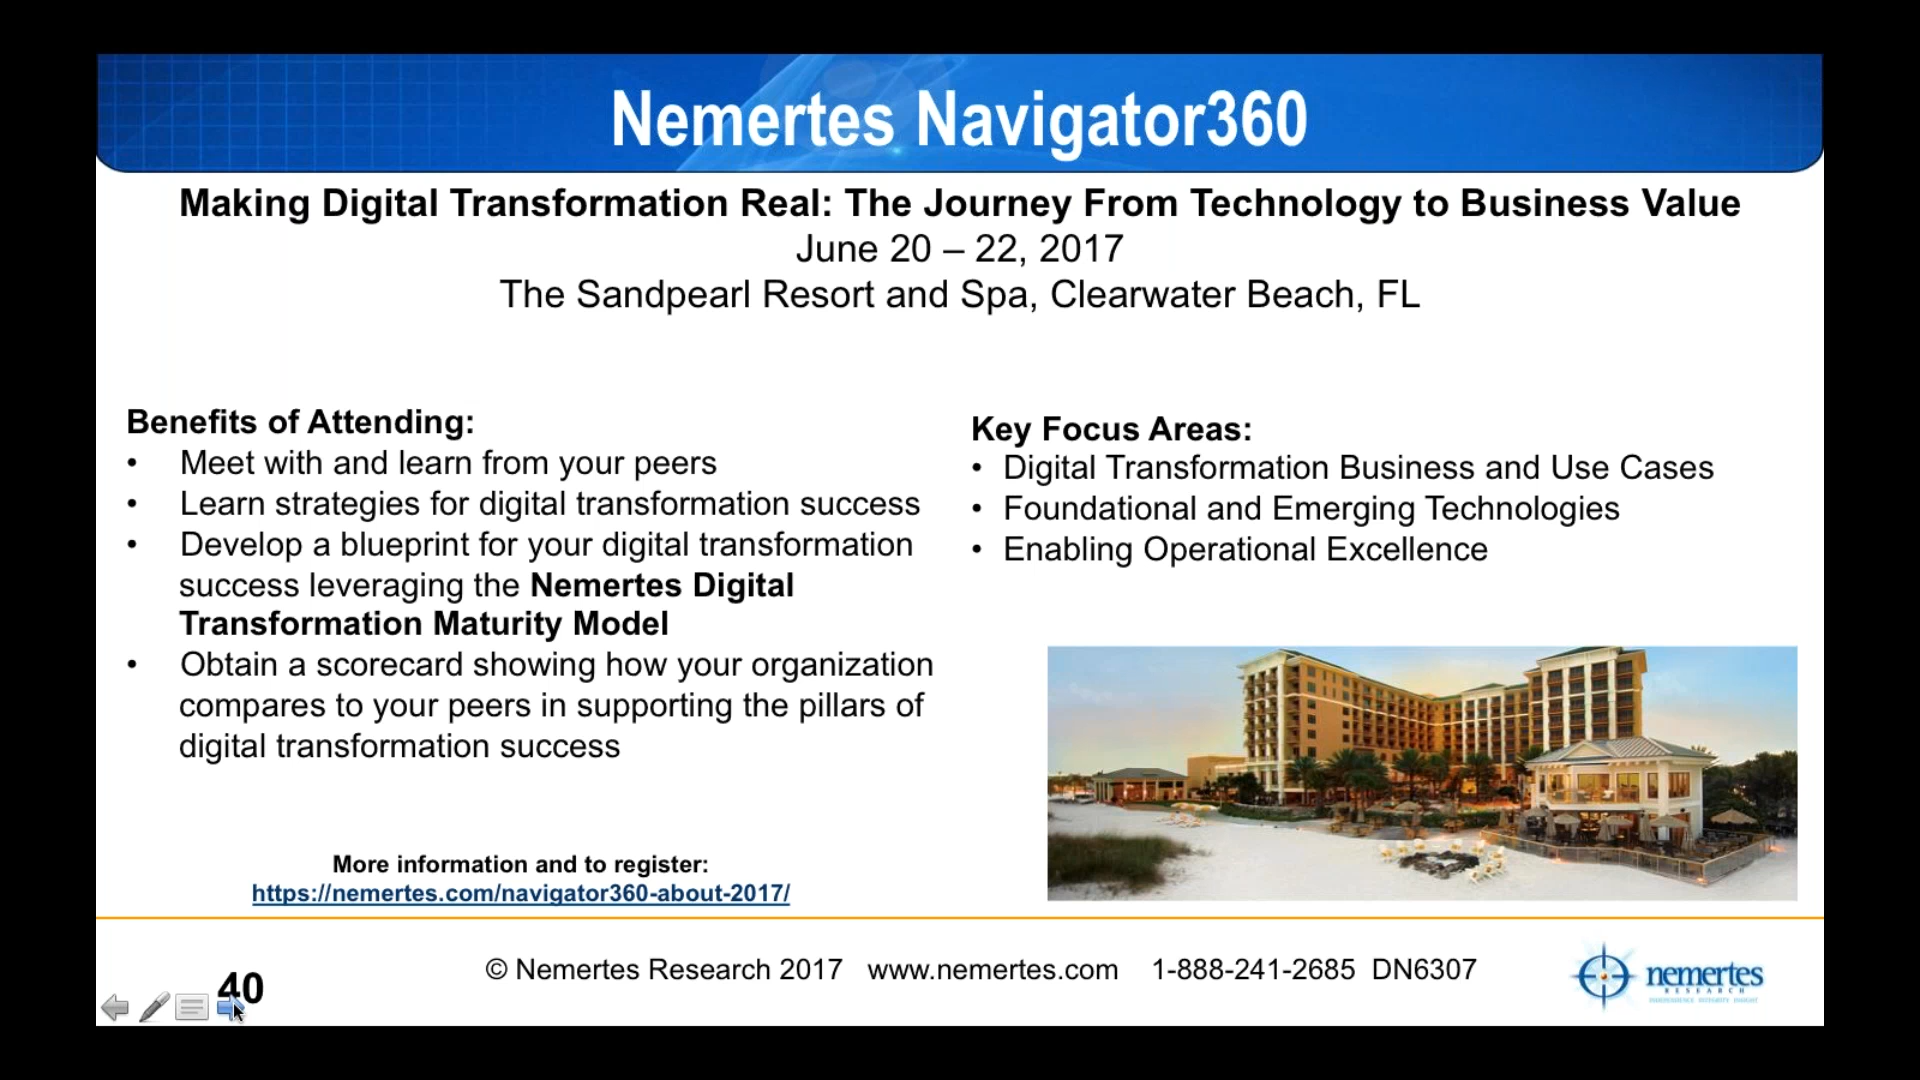 Nemertes Navigator360
Making Digital Transformation Real: The Journey From Technology to Business Value
June 20 – 22, 2017
The Sandpearl Resort and Spa, Clearwater Beach, FL
Benefits of Attending:
• Meet with and learn from your peers
• Learn strategies for digital transformation success
• Develop a blueprint for your digital transformation
success leveraging the Nemertes Digital
Transformation Maturity Model
• Obtain a scorecard showing how your organization
compares to your peers in supporting the pillars of
digital transformation success
Key Focus Areas:
• Digital Transformation Business and Use Cases
• Foundational and Emerging Technologies
• Enabling Operational Excellence
More information and to register:
https://nemertes.com/navigator360-about-2017/
40
© Nemertes Research 2017 www.nemertes.com 1-888-241-2685 DN6307
nemertes
RESEARCH
INDEPENDENCE INTEGRITY INSIGHT